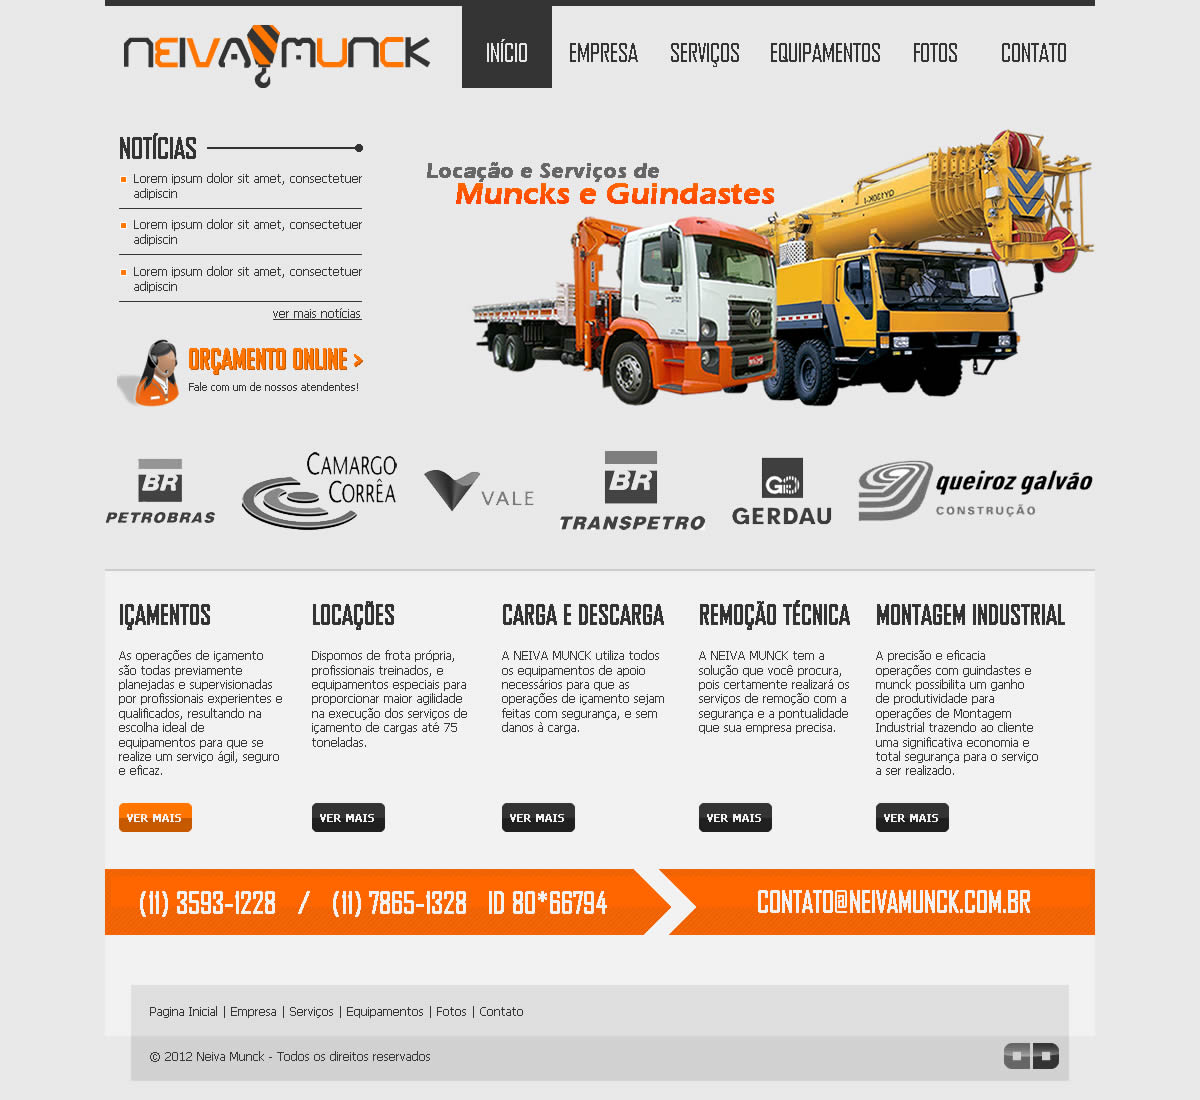 NEIVA MUNCK
INÍCIO
EMPRESA
SERVIÇOS
EQUIPAMENTOS
FOTOS
CONTATO
NOTÍCIAS
Lorem ipsum dolor sit amet, consectetuer
adipiscin
Lorem ipsum dolor sit amet, consectetuer
adipiscin
Lorem ipsum dolor sit amet, consectetuer
adipiscin
ver mais notícias
ORÇAMENTO ONLINE >
Fale com um de nossos atendentes!
Locação e Serviços de
Muncks e Guindastes
BR
PETROBRAS
CAMARGO
CORRÊA
VALE
BR
TRANSPETRO
GG
GERDAU
queiroz galvão
CONSTRUÇÃO
IÇAMENTOS
As operações de içamento
são todas previamente
planejadas e supervisionadas
por profissionais experientes e
qualificados, resultando na
escolha ideal de
equipamentos para que se
realize um serviço ágil, seguro
e eficaz.
VER MAIS
LOCAÇÕES
Dispomos de frota própria,
profissionais treinados, e
equipamentos especiais para
proporcionar maior agilidade
na execução dos serviços de
içamento de cargas até 75
toneladas.
VER MAIS
CARGA E DESCARGA
A NEIVA MUNCK utiliza todos
os equipamentos de apoio
necessários para que as
operações de içamento sejam
feitas com segurança, e sem
danos à carga.
VER MAIS
REMOÇÃO TÉCNICA
A NEIVA MUNCK tem a
solução que você procura,
pois certamente realizará os
serviços de remoção com a
segurança e a pontualidade
que sua empresa precisa.
VER MAIS
MONTAGEM INDUSTRIAL
A precisão e eficacia
operações com guindastes e
munck possibilita um ganho
de produtividade para
operações de Montagem
Industrial trazendo ao cliente
uma significativa economia e
total segurança para o serviço
a ser realizado.
VER MAIS
(11) 3593-1228 / (11) 7865-1328 ID 80*66794
CONTATO@NEIVAMUNCK.COM.BR
Pagina Inicial | Empresa | Serviços | Equipamentos | Fotos | Contato
© 2012 Neiva Munck - Todos os direitos reservados